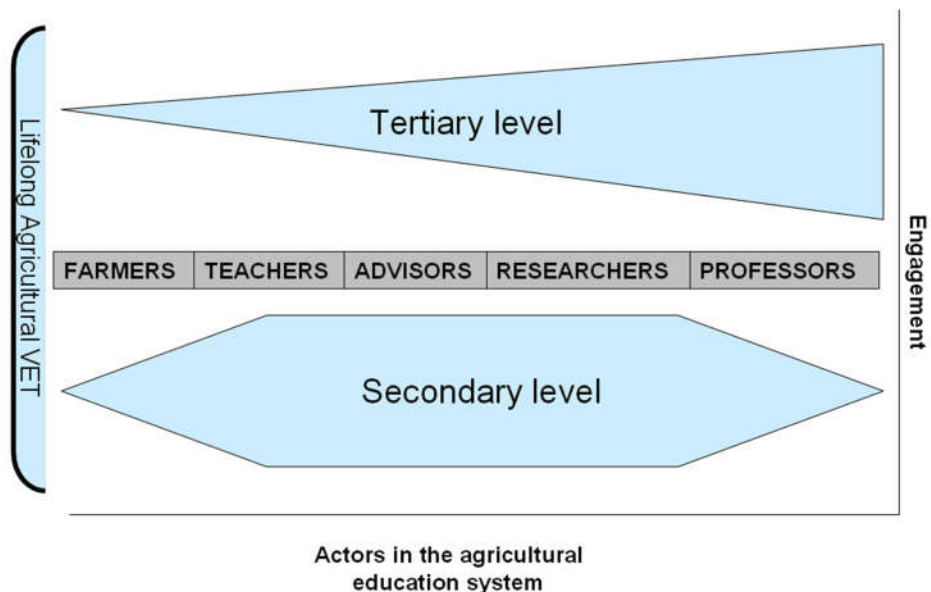 Lifelong Agricultural VET
Tertiary level
FARMERS TEACHERS ADVISORS RESEARCHERS PROFESSORS
Engagement
Secondary level
Actors in the agricultural
education system